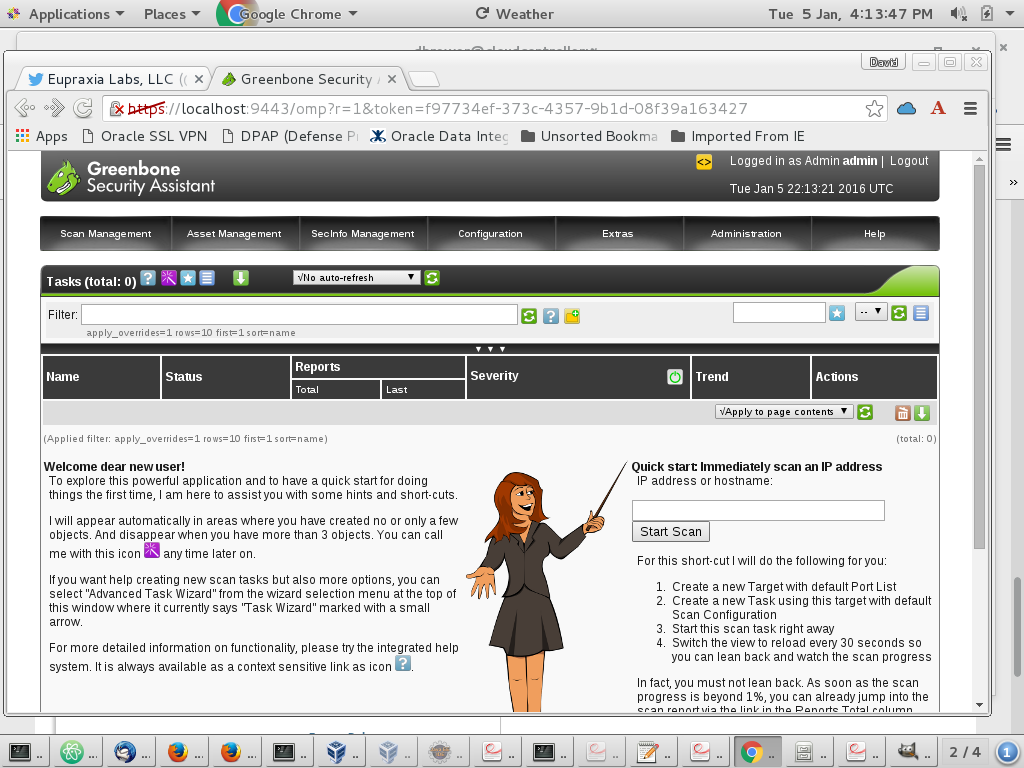 Applications Places Google Chrome Weather Tue 5 Jan, 4:13:47 PM
David
Eupraxia Labs, LLC Greenbone Security
https://localhost:9443/omp?r=1&token=f97734ef-373c-4357-9b1d-08f39a163427 A
Apps Oracle SSL VPN DPAP (Defense Oracle Data Unsorted Bookma Imported From IE
»
Greenbone
Security Assistant
<> Logged in as Admin admin | Logout
Tue Jan 5 22:13:21 2016 UTC
Scan Management Asset Management SecInfo Management Configuration Extras Administration Help
Tasks (total: 0) ? √No auto-refresh
Filter: ? --
apply_overrides=1 rows=10 first=1 sort=name
Name Status Reports Severity Trend Actions
Total Last
√Apply to page contents
(Applied filter: apply_overrides=1 rows=10 first=1 sort=name) (total: 0)
Welcome dear new user!
To explore this powerful application and to have a quick start for doing
things the first time, I am here to assist you with some hints and short-cuts.
I will appear automatically in areas where you have created no or only a few
objects. And disappear when you have more than 3 objects. You can call
me with this icon any time later on.
If you want help creating new scan tasks but also more options, you can
select "Advanced Task Wizard" from the wizard selection menu at the top of
this window where it currently says "Task Wizard" marked with a small
arrow.
For more detailed information on functionality, please try the integrated help
system. It is always available as a context sensitive link as icon ?.
Quick start: Immediately scan an IP address
IP address or hostname:
Start Scan
For this short-cut I will do the following for you:
1. Create a new Target with default Port List
2. Create a new Task using this target with default
Scan Configuration
3. Start this scan task right away
4. Switch the view to reload every 30 seconds so
you can lean back and watch the scan progress
In fact, you must not lean back. As soon as the scan
progress is beyond 1%, you can already jump into the
scan report via the link in the Reports Total column
2 / 4 1